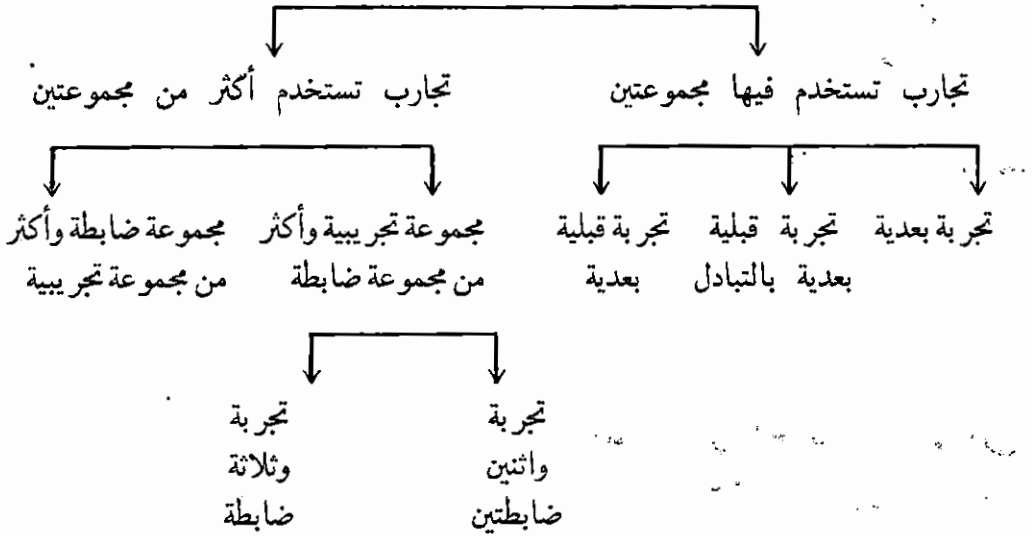 تجارب تستخدم فيها مجموعتين
تجارب تستخدم أكثر من مجموعتين
تجربة بعدية
تجربة قبلية
بعدية بالتبادل
تجربة قبلية
بعدية
مجموعة تجريبية وأكثر
من مجموعة ضابطة
مجموعة ضابطة وأكثر
من مجموعة تجريبية
تجربة
واثنين
ضابطتين
تجربة
وثلاثة
ضابطة